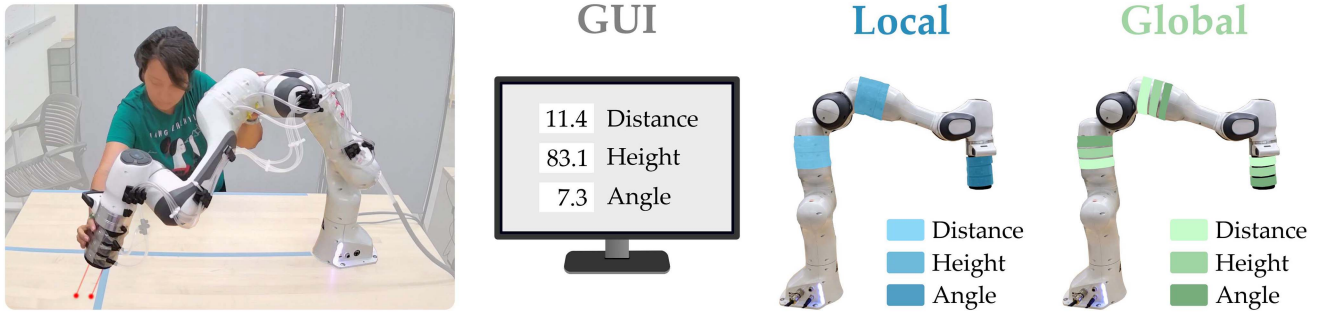 GUI
11.4 Distance
83.1 Height
7.3 Angle
Local
Distance
Height
Angle
Global
Distance
Height
Angle